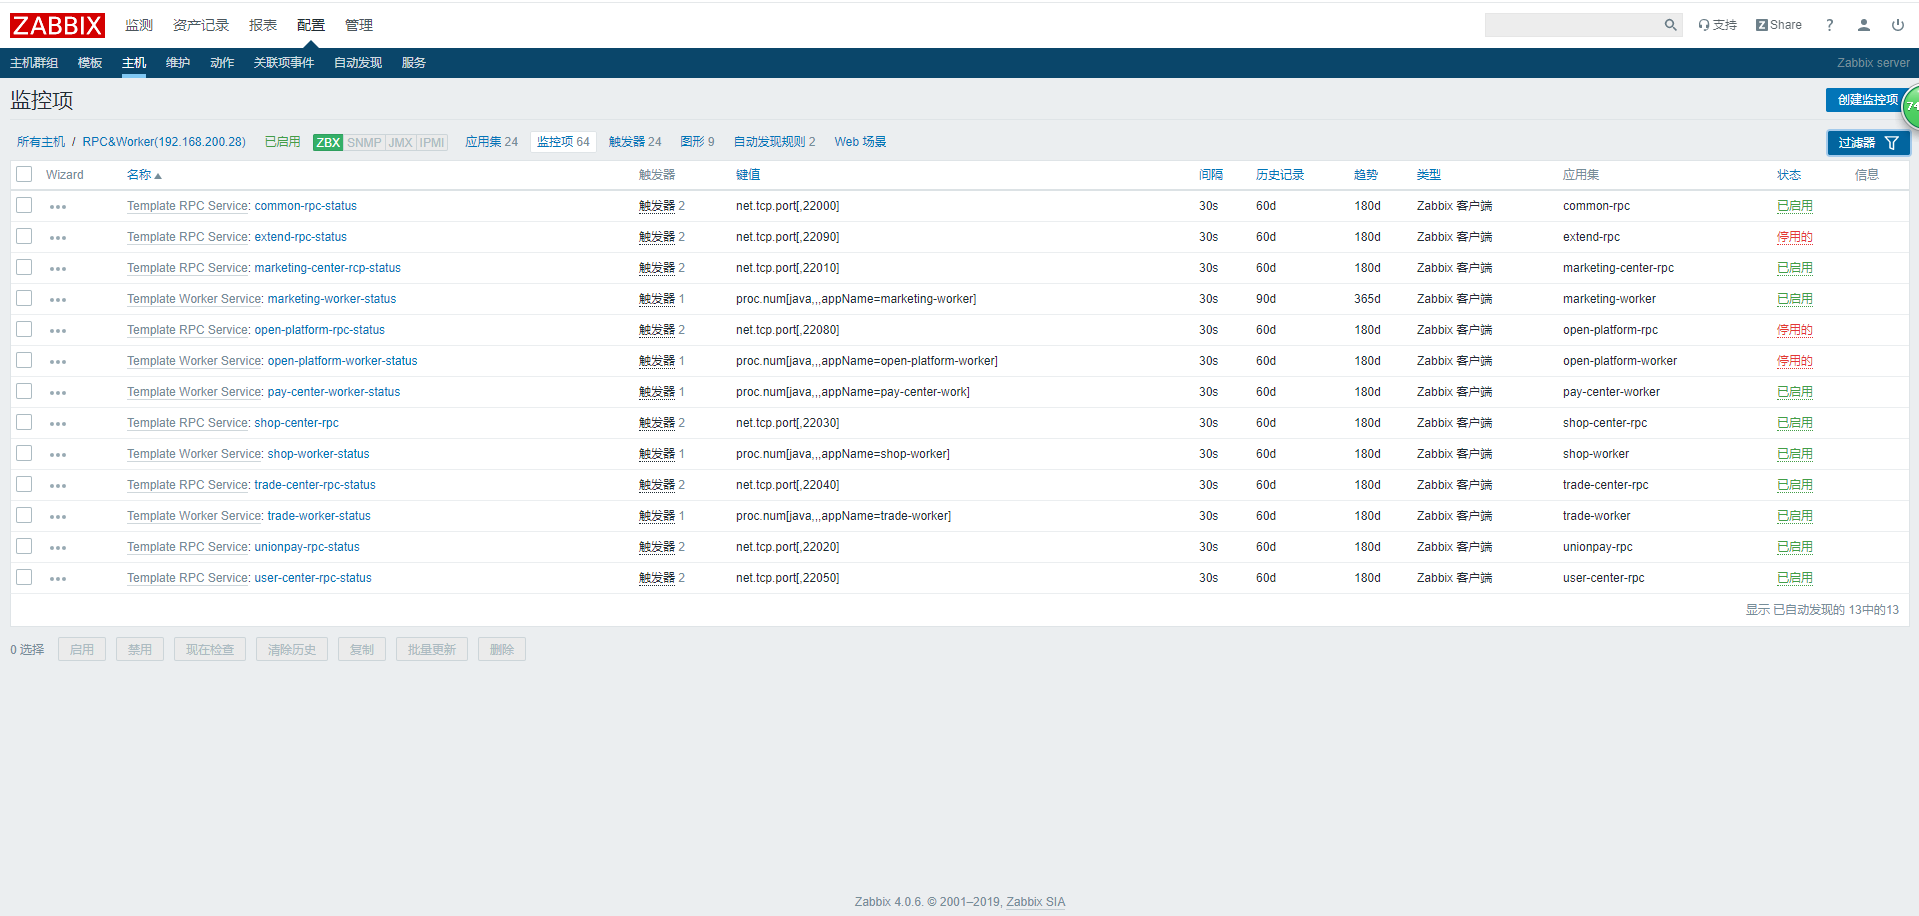 ZABBIX 监测 资产记录 报表 配置 管理 支持 Z Share ?
主机群组 模板 主机 维护 动作 关联项事件 自动发现 服务 Zabbix server
监控项 创建监控项 74
所有主机 / RPC&Worker(192.168.200.28) 已启用 ZBX SNMP JMX IPMI 应用集 24 监控项 64 触发器 24 图形 9 自动发现规则 2 Web 场景 过滤器
Wizard 名称 触发器 键值 间隔 历史记录 趋势 类型 应用集 状态 信息
Template RPC Service: common-rpc-status 触发器 2 net.tcp.port[,22000] 30s 60d 180d Zabbix 客户端 common-rpc 已启用
Template RPC Service: extend-rpc-status 触发器 2 net.tcp.port[,22090] 30s 60d 180d Zabbix 客户端 extend-rpc 停用的
Template RPC Service: marketing-center-rcp-status 触发器 2 net.tcp.port[,22010] 30s 60d 180d Zabbix 客户端 marketing-center-rpc 已启用
Template Worker Service: marketing-worker-status 触发器 1 proc.num[java,,,appName=marketing-worker] 30s 90d 365d Zabbix 客户端 marketing-worker 已启用
Template RPC Service: open-platform-rpc-status 触发器 2 net.tcp.port[,22080] 30s 60d 180d Zabbix 客户端 open-platform-rpc 停用的
Template Worker Service: open-platform-worker-status 触发器 1 proc.num[java,,,appName=open-platform-worker] 30s 60d 180d Zabbix 客户端 open-platform-worker 停用的
Template Worker Service: pay-center-worker-status 触发器 1 proc.num[java,,,appName=pay-center-work] 30s 60d 180d Zabbix 客户端 pay-center-worker 已启用
Template RPC Service: shop-center-rpc 触发器 2 net.tcp.port[,22030] 30s 60d 180d Zabbix 客户端 shop-center-rpc 已启用
Template Worker Service: shop-worker-status 触发器 1 proc.num[java,,,appName=shop-worker] 30s 60d 180d Zabbix 客户端 shop-worker 已启用
Template RPC Service: trade-center-rpc-status 触发器 2 net.tcp.port[,22040] 30s 60d 180d Zabbix 客户端 trade-center-rpc 已启用
Template Worker Service: trade-worker-status 触发器 1 proc.num[java,,,appName=trade-worker] 30s 60d 180d Zabbix 客户端 trade-worker 已启用
Template RPC Service: unionpay-rpc-status 触发器 2 net.tcp.port[,22020] 30s 60d 180d Zabbix 客户端 unionpay-rpc 已启用
Template RPC Service: user-center-rpc-status 触发器 2 net.tcp.port[,22050] 30s 60d 180d Zabbix 客户端 user-center-rpc 已启用
显示 已自动发现的 13中的13
0 选择 启用 禁用 现在检查 清除历史 复制 批量更新 删除
Zabbix 4.0.6. © 2001–2019, Zabbix SIA